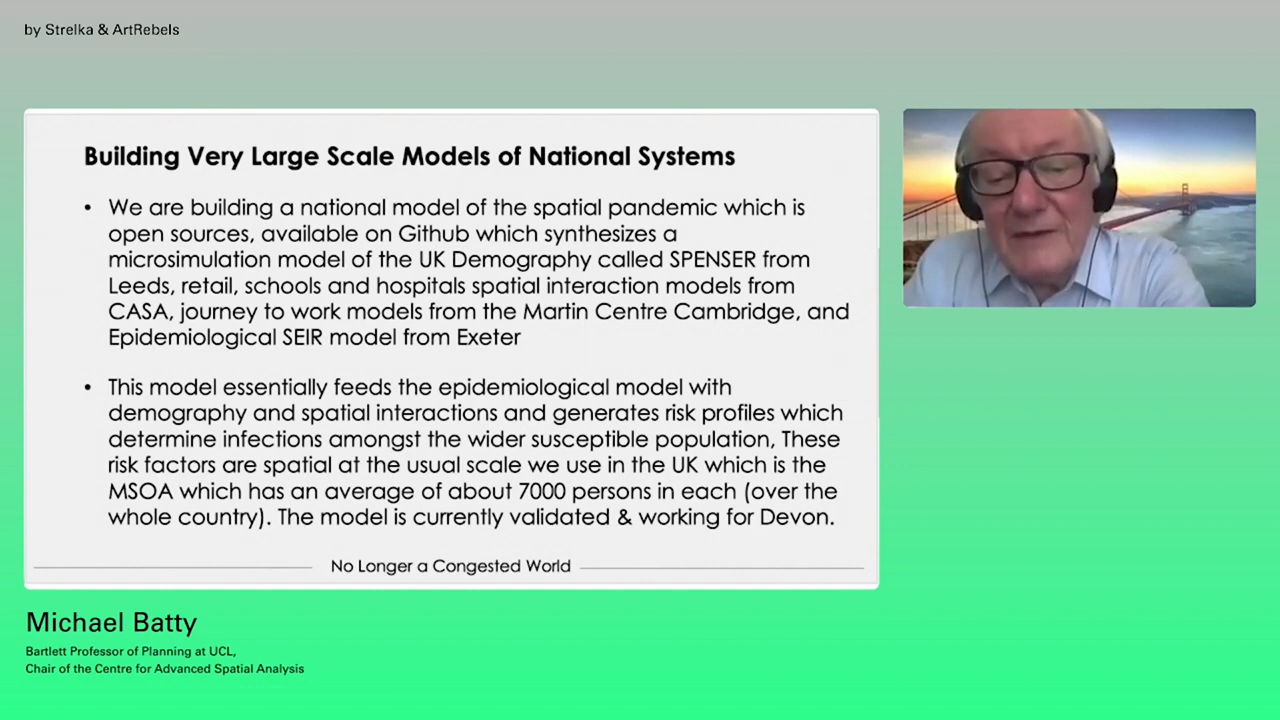 by Strelka & ArtRebels
Building Very Large Scale Models of National Systems
• We are building a national model of the spatial pandemic which is
open sources, available on Github which synthesizes a
microsimulation model of the UK Demography called SPENSER from
Leeds, retail, schools and hospitals spatial interaction models from
CASA, journey to work models from the Martin Centre Cambridge, and
Epidemiological SEIR model from Exeter
• This model essentially feeds the epidemiological model with
demography and spatial interactions and generates risk profiles which
determine infections amongst the wider susceptible population, These
risk factors are spatial at the usual scale we use in the UK which is the
MSOA which has an average of about 7000 persons in each (over the
whole country). The model is currently validated & working for Devon.
No Longer a Congested World
Michael Batty
Bartlett Professor of Planning at UCL,
Chair of the Centre for Advanced Spatial Analysis